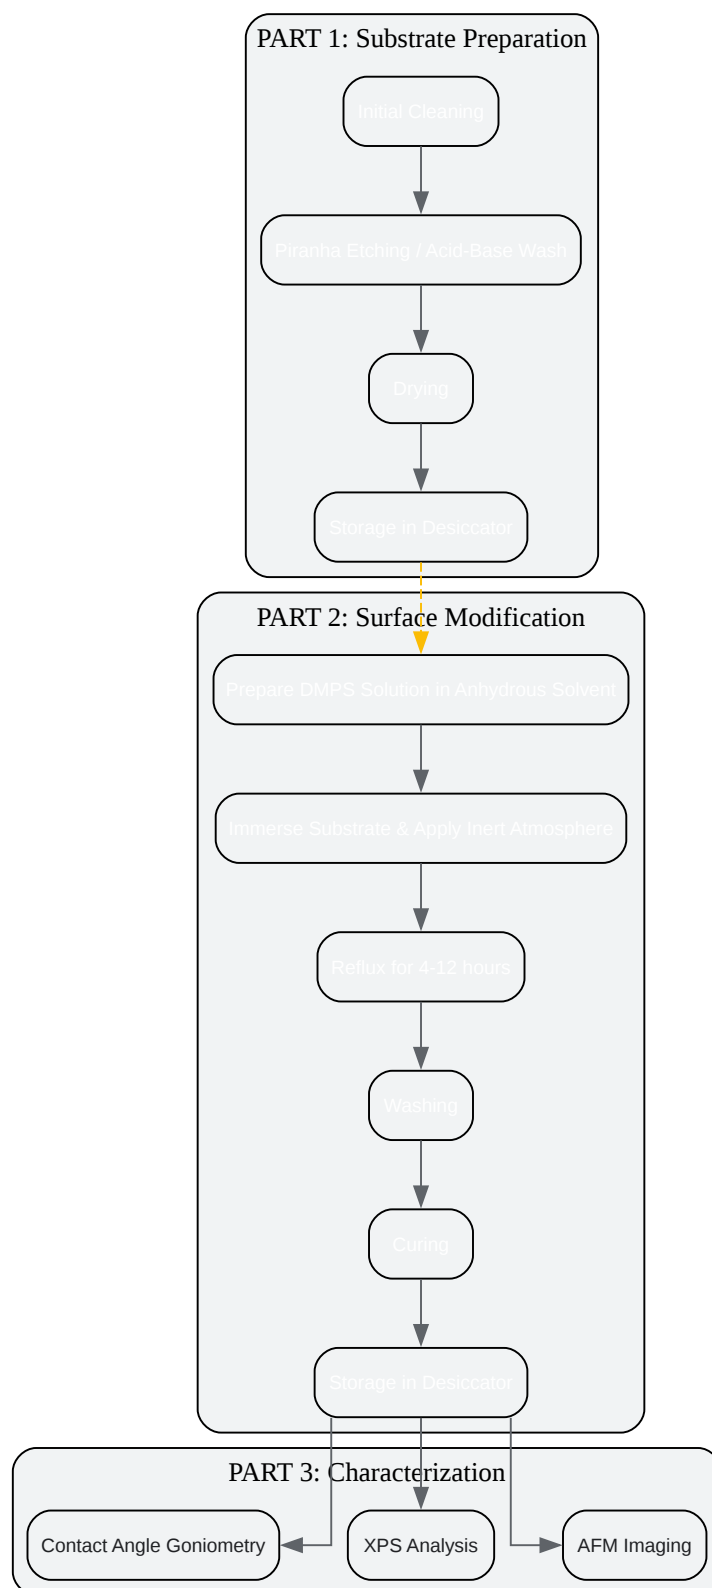 PART 1: Substrate Preparation
Initial Cleaning
Piranha Etching / Acid-Base Wash
Drying
Storage in Desiccator
PART 2: Surface Modification
Prepare DMPS Solution in Anhydrous Solvent
Immerse Substrate & Apply Inert Atmosphere
Reflux for 4-12 hours
Washing
Curing
Storage in Desiccator
PART 3: Characterization
Contact Angle Goniometry
XPS Analysis
AFM Imaging